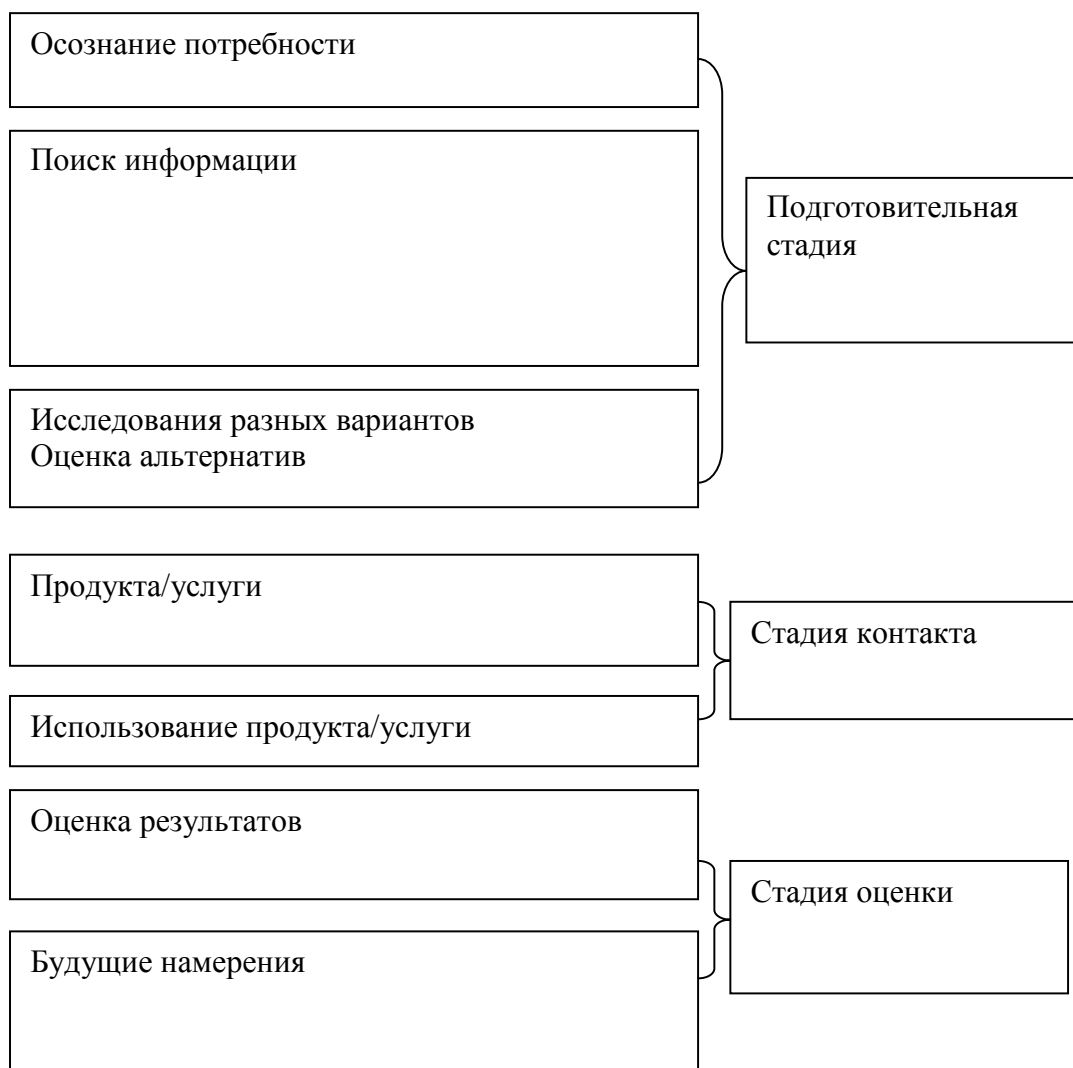 Осознание потребности
Поиск информации
Подготовительная
стадия
Исследования разных вариантов
Оценка альтернатив
Продукта/услуги
Стадия контакта
Использование продукта/услуги
Оценка результатов
Стадия оценки
Будущие намерения